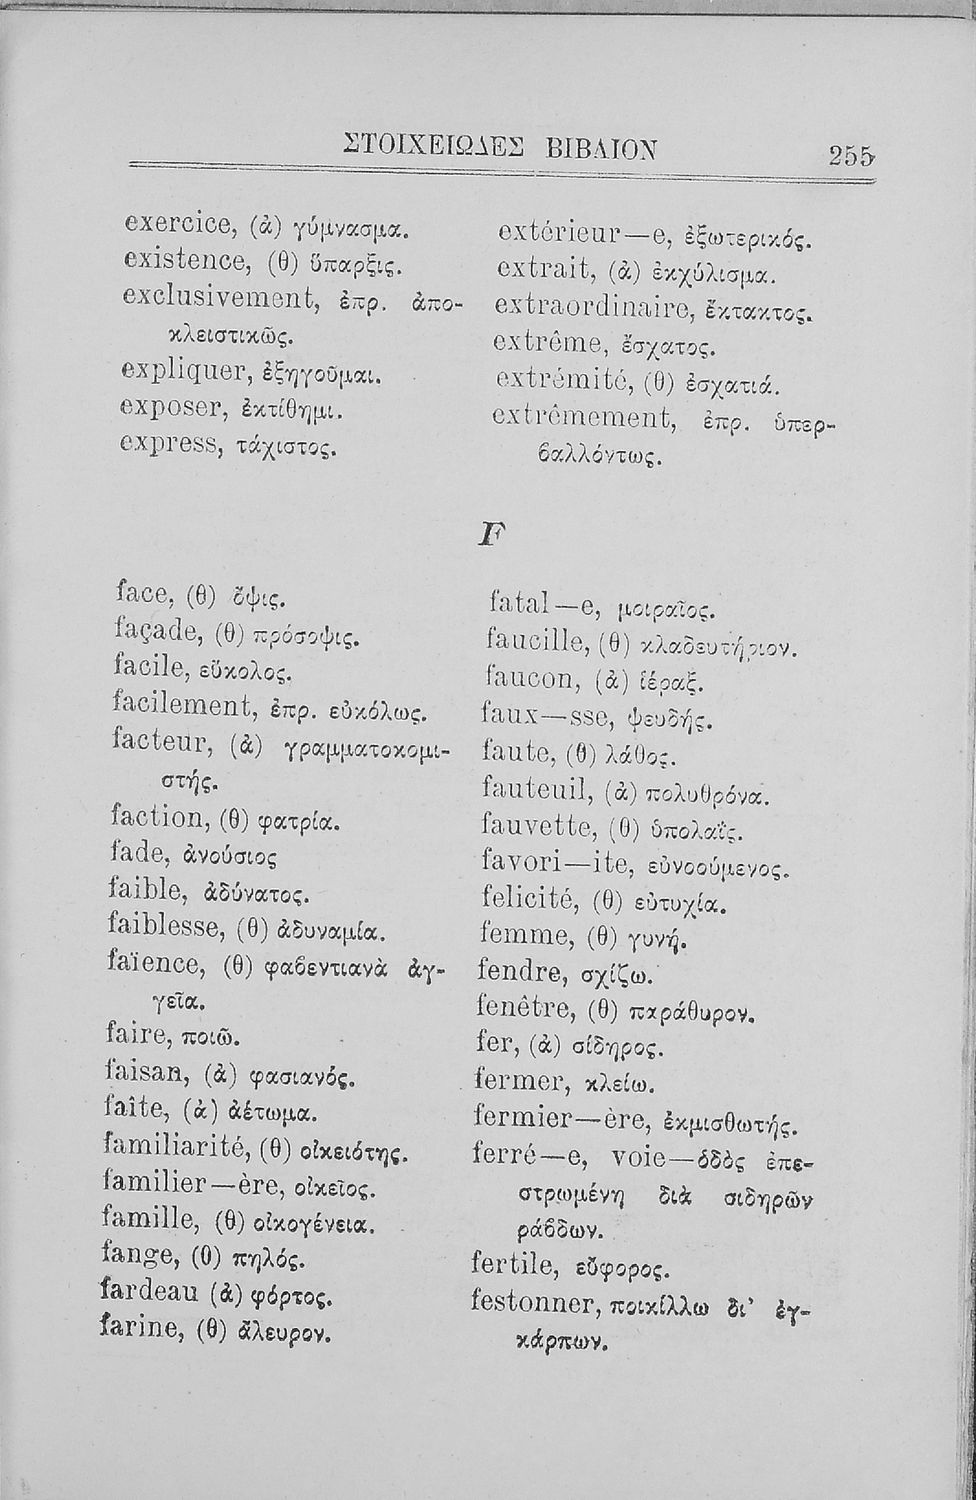 ΣΤΟΙΧΕΙΩΔΕΣ ΒΙΒΛΙΟΝ 255
exercice, (ἀ) γύμνασμα.
existence, (θ) ὕπαρξις.
exclusivement, ἐπρ. ἀπο-
κλειστικῶς.
expliquer, ἐξηγοῦμαι.
exposer, ἐκτίθημι.
express, τάχιστος.
extérieur—e, ἐξωτερικός.
extrait, (ἀ) ἐκχύλισμα.
extraordinaire, ἔκτακτος.
extrême, ἔσχατος.
extrémité, (θ) ἐσχατιά.
extrêmement, ἐπρ. ὑπερ-
βαλλόντως.
F
face, (θ) ὄψις.
façade, (θ) πρόσοψις.
facile, εὔκολος.
facilement, ἐπρ. εὐκόλως.
facteur, (ἀ) γραμματοκομι-
στής.
faction, (θ) φατρία.
fade, ἀνούσιος
faible, ἀδύνατος.
faiblesse, (θ) ἀδυναμία.
faïence, (θ) φαβεντιανὰ ἀγ-
γεῖα.
faire, ποιῶ.
faisan, (ἀ) φασιανός.
faîte, (ἀ) ἀέτωμα.
familiarité, (θ) οἰκειότης.
familier—ère, οἰκεῖος.
famille, (θ) οἰκογένεια.
fange, (θ) πηλός.
fardeau (ἀ) φόρτος.
farine, (θ) ἄλευρον.
fatal—e, μοιραῖος.
faucille, (θ) κλαδευτήριον.
faucon, (ἀ) ἱέραξ.
faux—sse, ψευδής.
faute, (θ) λάθος.
fauteuil, (ἀ) πολυθρόνα.
fauvette, (θ) ὑπολαΐς.
favori—ite, εὐνοούμενος.
felicité, (θ) εὐτυχία.
femme, (θ) γυνή.
fendre, σχίζω.
fenêtre, (θ) παράθυρον.
fer, (ἀ) σίδηρος.
fermer, κλείω.
fermier—ère, ἐκμισθωτής.
ferré—e, voie—ὁδὸς ἐπε-
στρωμένη διὰ σιδηρῶν
ράβδων.
fertile, εὔφορος.
festonner, ποικίλλω δι' ἐγ-
κάρπων.